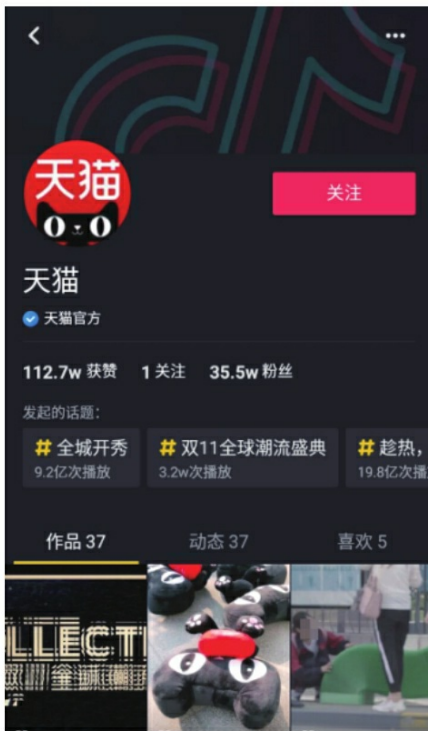 天猫
关注
天猫
天猫官方
112.7w 获赞 1 关注 35.5w 粉丝
发起的话题：
# 全城开秀 # 双11全球潮流盛典 # 趁热，
9.2亿次播放 3.2w次播放 19.8亿次播
作品 37 动态 37 喜欢 5
LLECTI